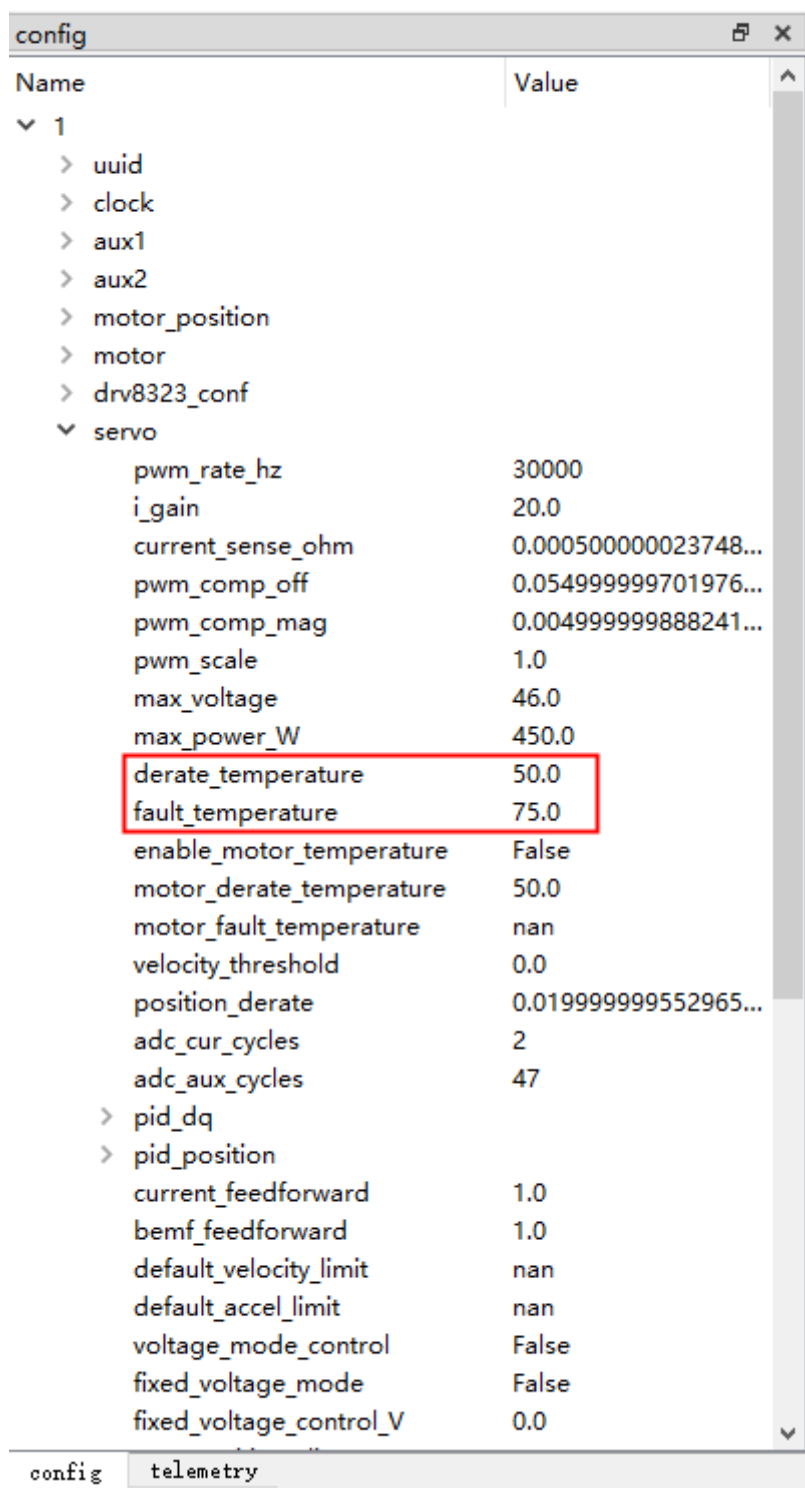 config
Name Value
1
uuid
clock
aux1
aux2
motor_position
motor
drv8323_conf
servo
pwm_rate_hz 30000
i_gain 20.0
current_sense_ohm 0.000500000023748...
pwm_comp_off 0.054999999701976...
pwm_comp_mag 0.004999999888241...
pwm_scale 1.0
max_voltage 46.0
max_power_W 450.0
derate_temperature 50.0
fault_temperature 75.0
enable_motor_temperature False
motor_derate_temperature 50.0
motor_fault_temperature nan
velocity_threshold 0.0
position_derate 0.019999999552965...
adc_cur_cycles 2
adc_aux_cycles 47
pid_dq
pid_position
current_feedforward 1.0
bemf_feedforward 1.0
default_velocity_limit nan
default_accel_limit nan
voltage_mode_control False
fixed_voltage_mode False
fixed_voltage_control_V 0.0
config telemetry